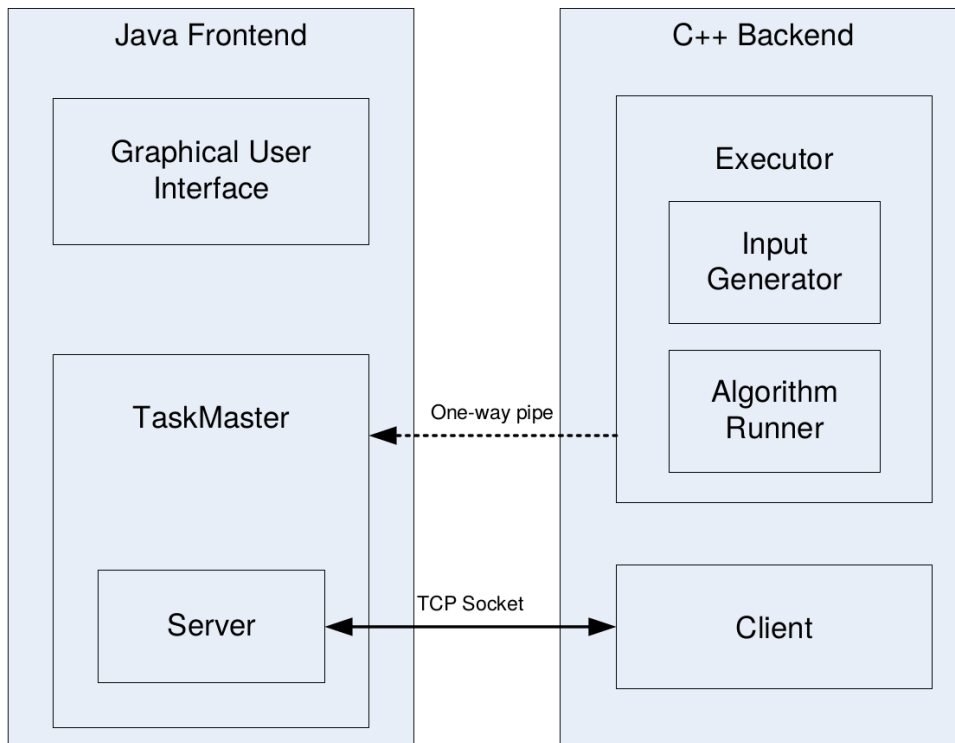 Java Frontend
Graphical User
Interface
TaskMaster
Server
One-way pipe
TCP Socket
C++ Backend
Executor
Input
Generator
Algorithm
Runner
Client